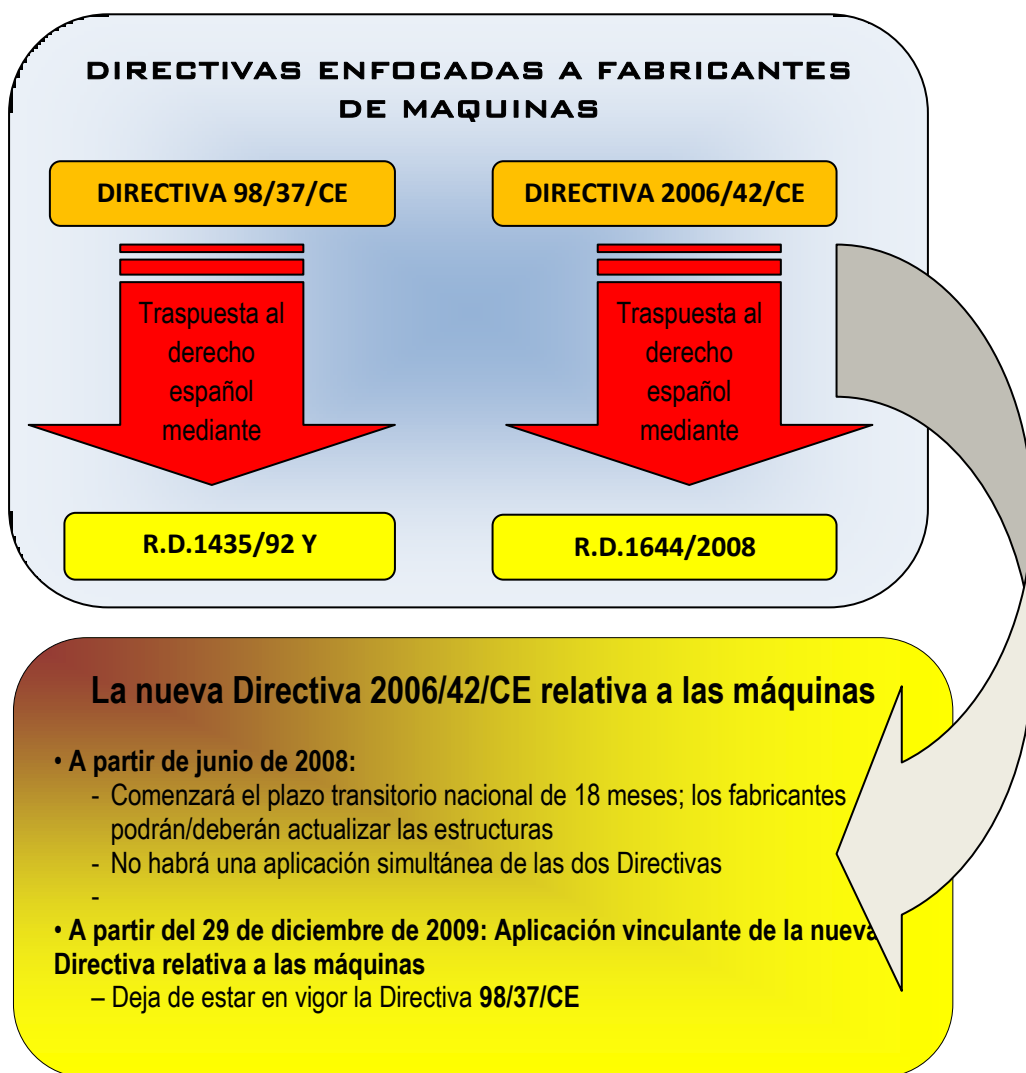 DIRECTIVAS ENFOCADAS A FABRICANTES
DE MAQUINAS
DIRECTIVA 98/37/CE
DIRECTIVA 2006/42/CE
Traspuesta al
derecho
español
mediante
Traspuesta al
derecho
español
mediante
R.D.1435/92 Y
R.D.1644/2008
La nueva Directiva 2006/42/CE relativa a las máquinas
• A partir de junio de 2008:
- Comenzará el plazo transitorio nacional de 18 meses; los fabricantes
podrán/deberán actualizar las estructuras
- No habrá una aplicación simultánea de las dos Directivas
-
• A partir del 29 de diciembre de 2009: Aplicación vinculante de la nueva
Directiva relativa a las máquinas
– Deja de estar en vigor la Directiva 98/37/CE